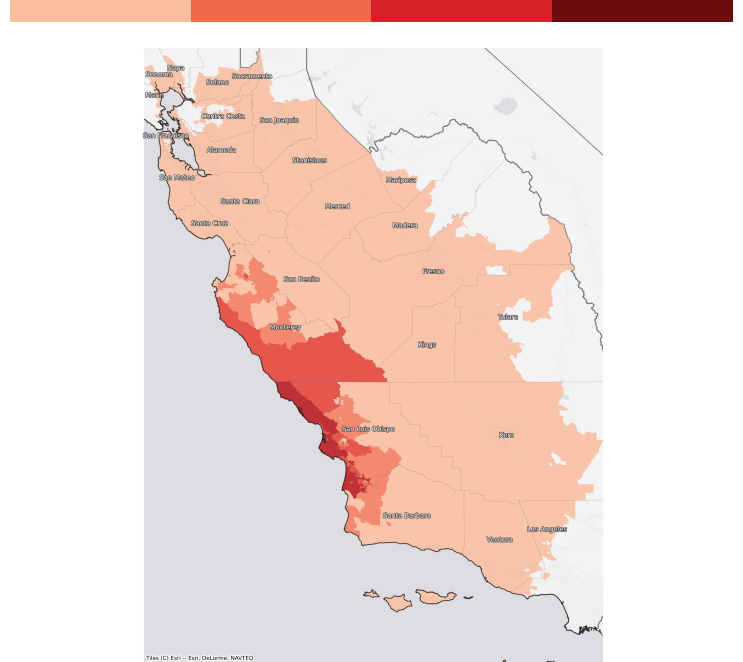 Napa
Sonoma
Sacramento
Solano
Marin
Contra Costa
San Joaquin
San Francisco
Alameda
Stanislaus
San Mateo
Mariposa
Santa Clara
Merced
Santa Cruz
Madera
Fresno
San Benito
Tulare
Monterey
Kings
San Luis Obispo
Kern
Santa Barbara
Los Angeles
Ventura
Tiles (C) Esri -- Esri, DeLorme, NAVTEQ